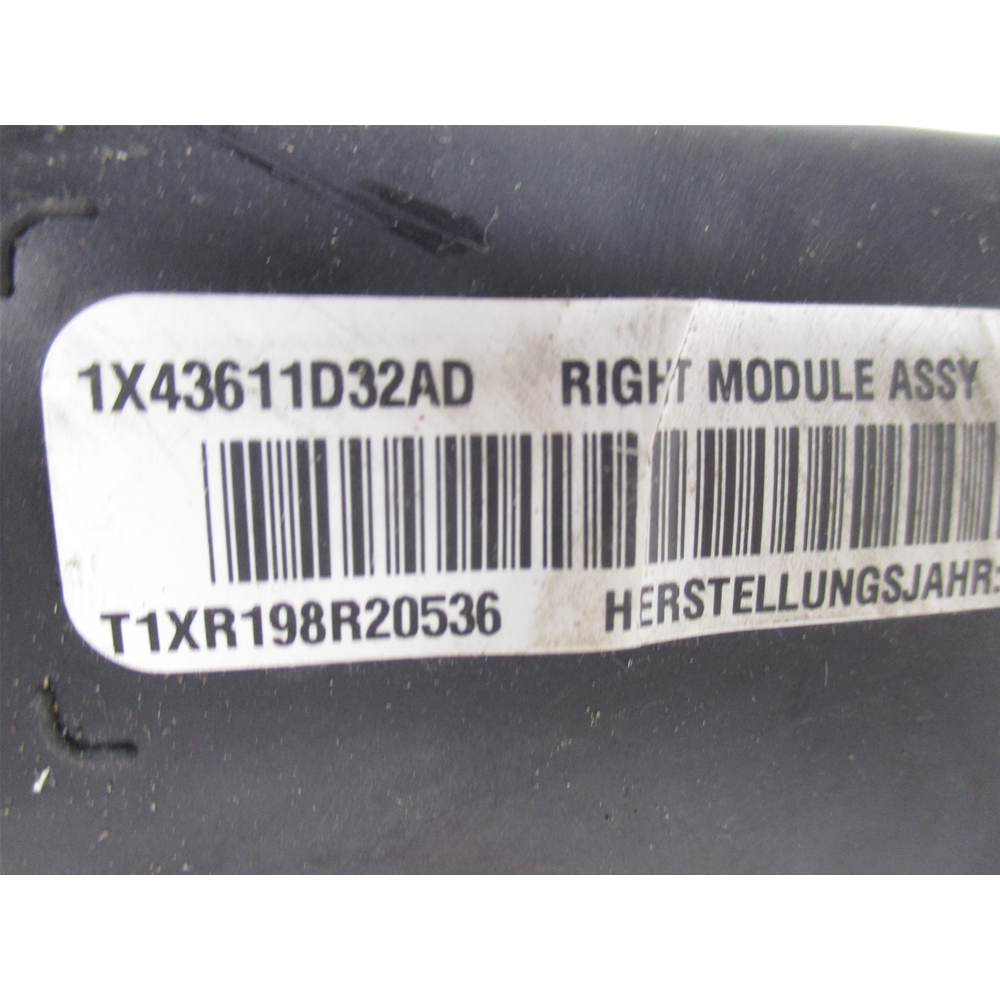 1X43611D32AD RIGHT MODULE ASSY
T1XR198R20536 HERSTELLUNGSJAHR: